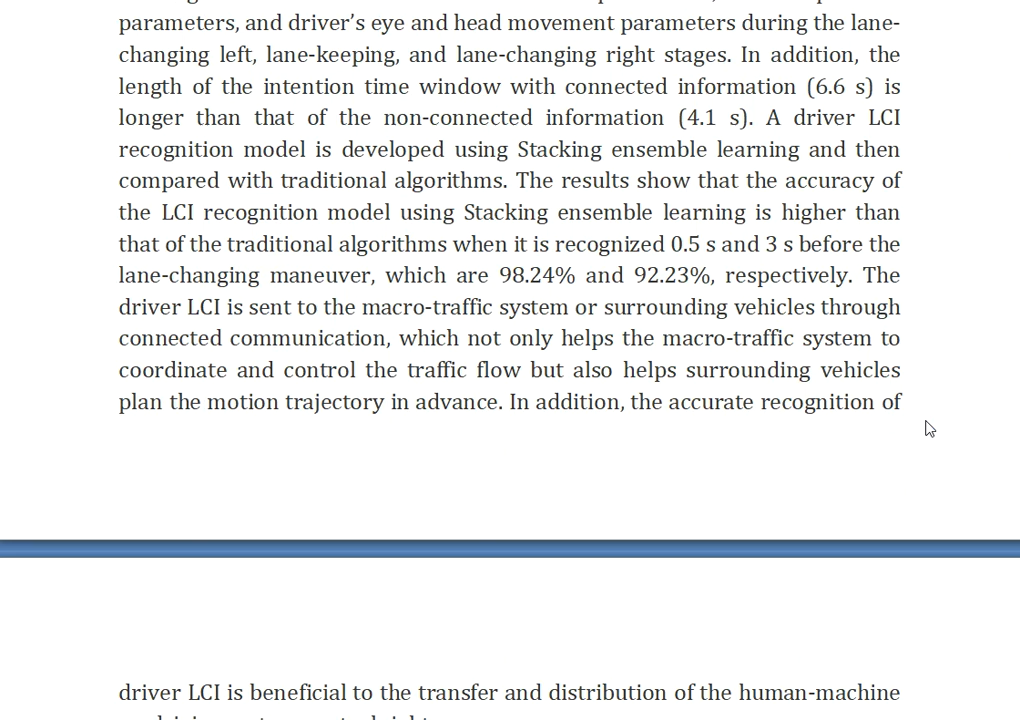 parameters, and driver’s eye and head movement parameters during the lane-
changing left, lane-keeping, and lane-changing right stages. In addition, the
length of the intention time window with connected information (6.6 s) is
longer than that of the non-connected information (4.1 s). A driver LCI
recognition model is developed using Stacking ensemble learning and then
compared with traditional algorithms. The results show that the accuracy of
the LCI recognition model using Stacking ensemble learning is higher than
that of the traditional algorithms when it is recognized 0.5 s and 3 s before the
lane-changing maneuver, which are 98.24% and 92.23%, respectively. The
driver LCI is sent to the macro-traffic system or surrounding vehicles through
connected communication, which not only helps the macro-traffic system to
coordinate and control the traffic flow but also helps surrounding vehicles
plan the motion trajectory in advance. In addition, the accurate recognition of
driver LCI is beneficial to the transfer and distribution of the human-machine